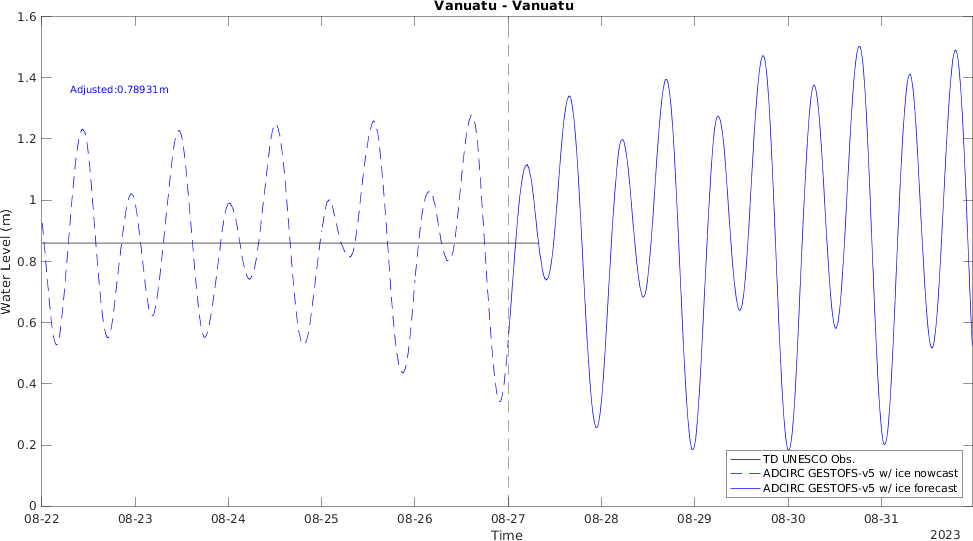 Vanuatu - Vanuatu
1.6
1.4
1.2
1
0.8
0.6
0.4
0.2
0
Water Level (m)
Adjusted:0.78931m
TD UNESCO Obs.
ADCIRC GESTOFS-v5 w/ ice nowcast
ADCIRC GESTOFS-v5 w/ ice forecast
08-22 08-23 08-24 08-25 08-26 08-27 08-28 08-29 08-30 08-31
Time
2023